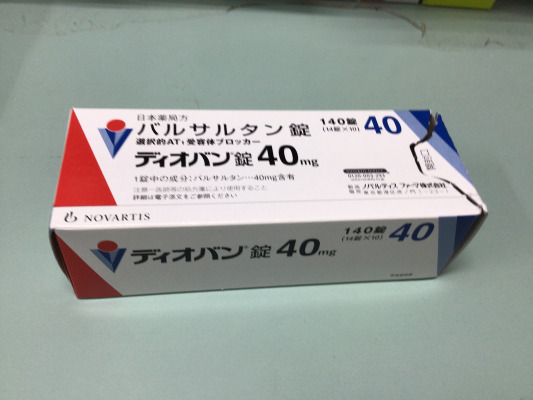 日本薬局方
バルサルタン錠
選択的AT₁受容体ブロッカー
ディオバン錠40mg
1錠中の成分：バルサルタン…40mg含有
注意－医師等の処方箋により使用すること
詳細は電子添文をご参照ください
140錠
(14錠×10)
40
ノバルティス ファーマ株式会社
NOVARTIS
ディオバン®錠40mg
140錠
(14錠×10)
40